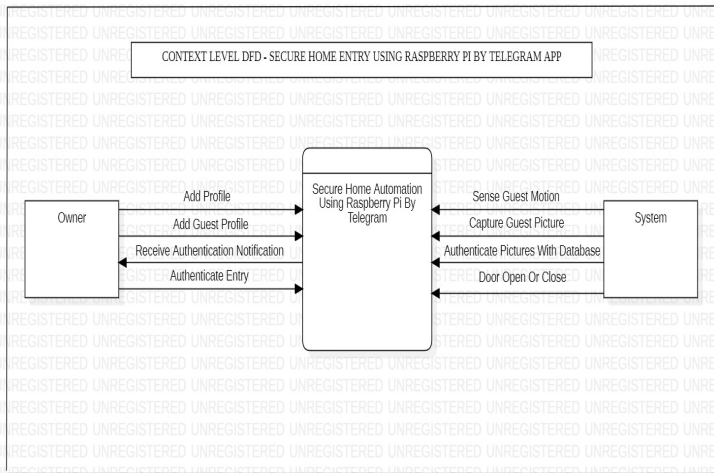 CONTEXT LEVEL DFD - SECURE HOME ENTRY USING RASPBERRY PI BY TELEGRAM APP
Owner
Add Profile
Add Guest Profile
Receive Authentication Notification
Authenticate Entry
Secure Home Automation
Using Raspberry Pi By
Telegram
Sense Guest Motion
Capture Guest Picture
Authenticate Pictures With Database
Door Open Or Close
System
UNREGISTERED